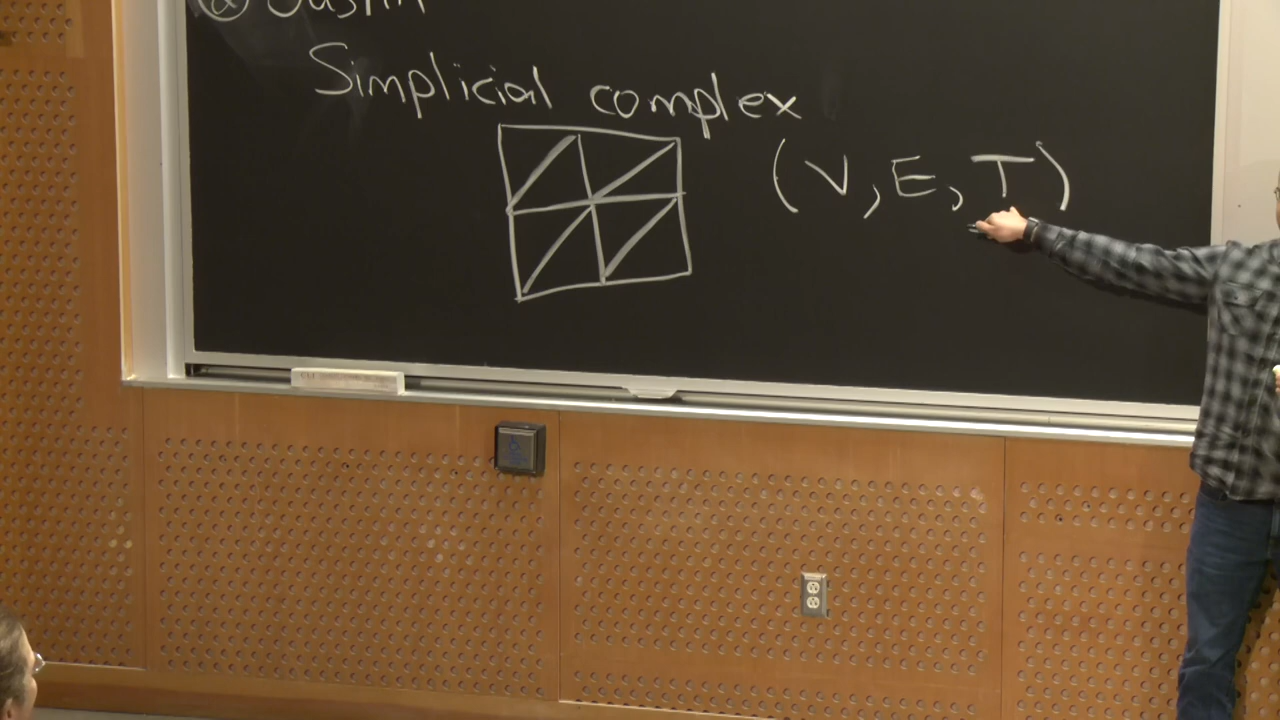 Simplicial complex
(V, E, T)